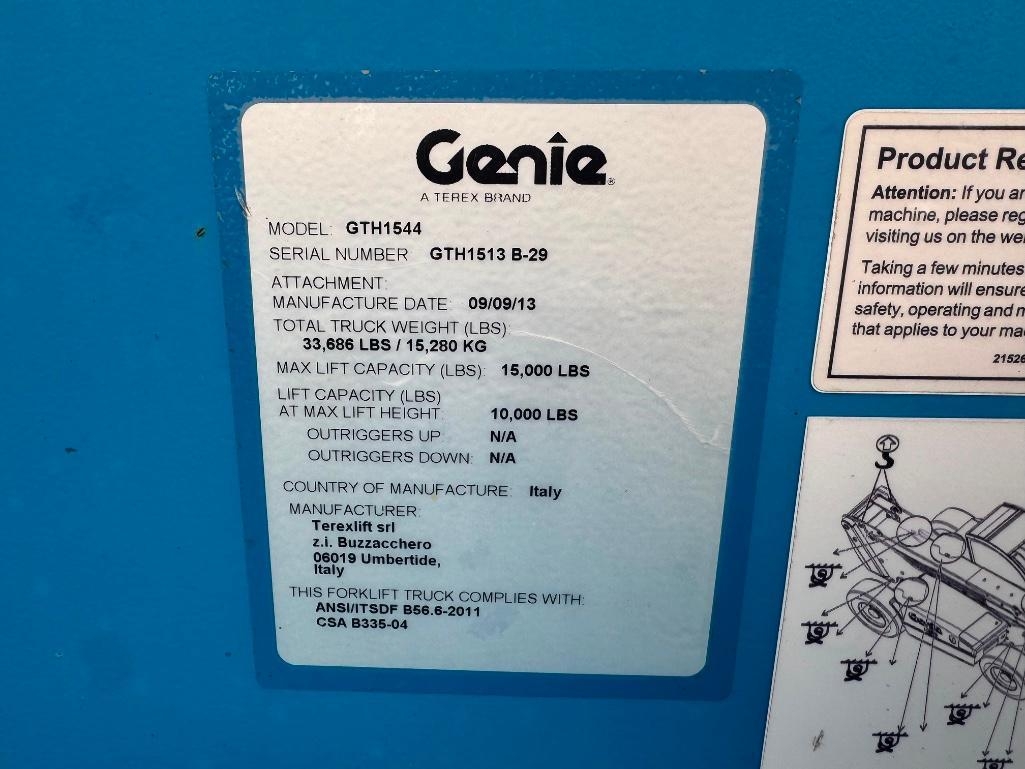 Genie®
A TEREX BRAND
MODEL: GTH1544
SERIAL NUMBER GTH1513 B-29
ATTACHMENT:
MANUFACTURE DATE: 09/09/13
TOTAL TRUCK WEIGHT (LBS):
33,686 LBS / 15,280 KG
MAX LIFT CAPACITY (LBS): 15,000 LBS
LIFT CAPACITY (LBS)
AT MAX LIFT HEIGHT: 10,000 LBS
OUTRIGGERS UP N/A
OUTRIGGERS DOWN: N/A
COUNTRY OF MANUFACTURE: Italy
MANUFACTURER:
Terexlift srl
z.i. Buzzacchero
06019 Umbertide,
Italy
THIS FORKLIFT TRUCK COMPLIES WITH:
ANSI/ITSDF B56.6-2011
CSA B335-04
Product Re
Attention: If you ar
machine, please reg
visiting us on the we
Taking a few minutes
information will ensure
safety, operating and m
that applies to your ma
21526
Genie